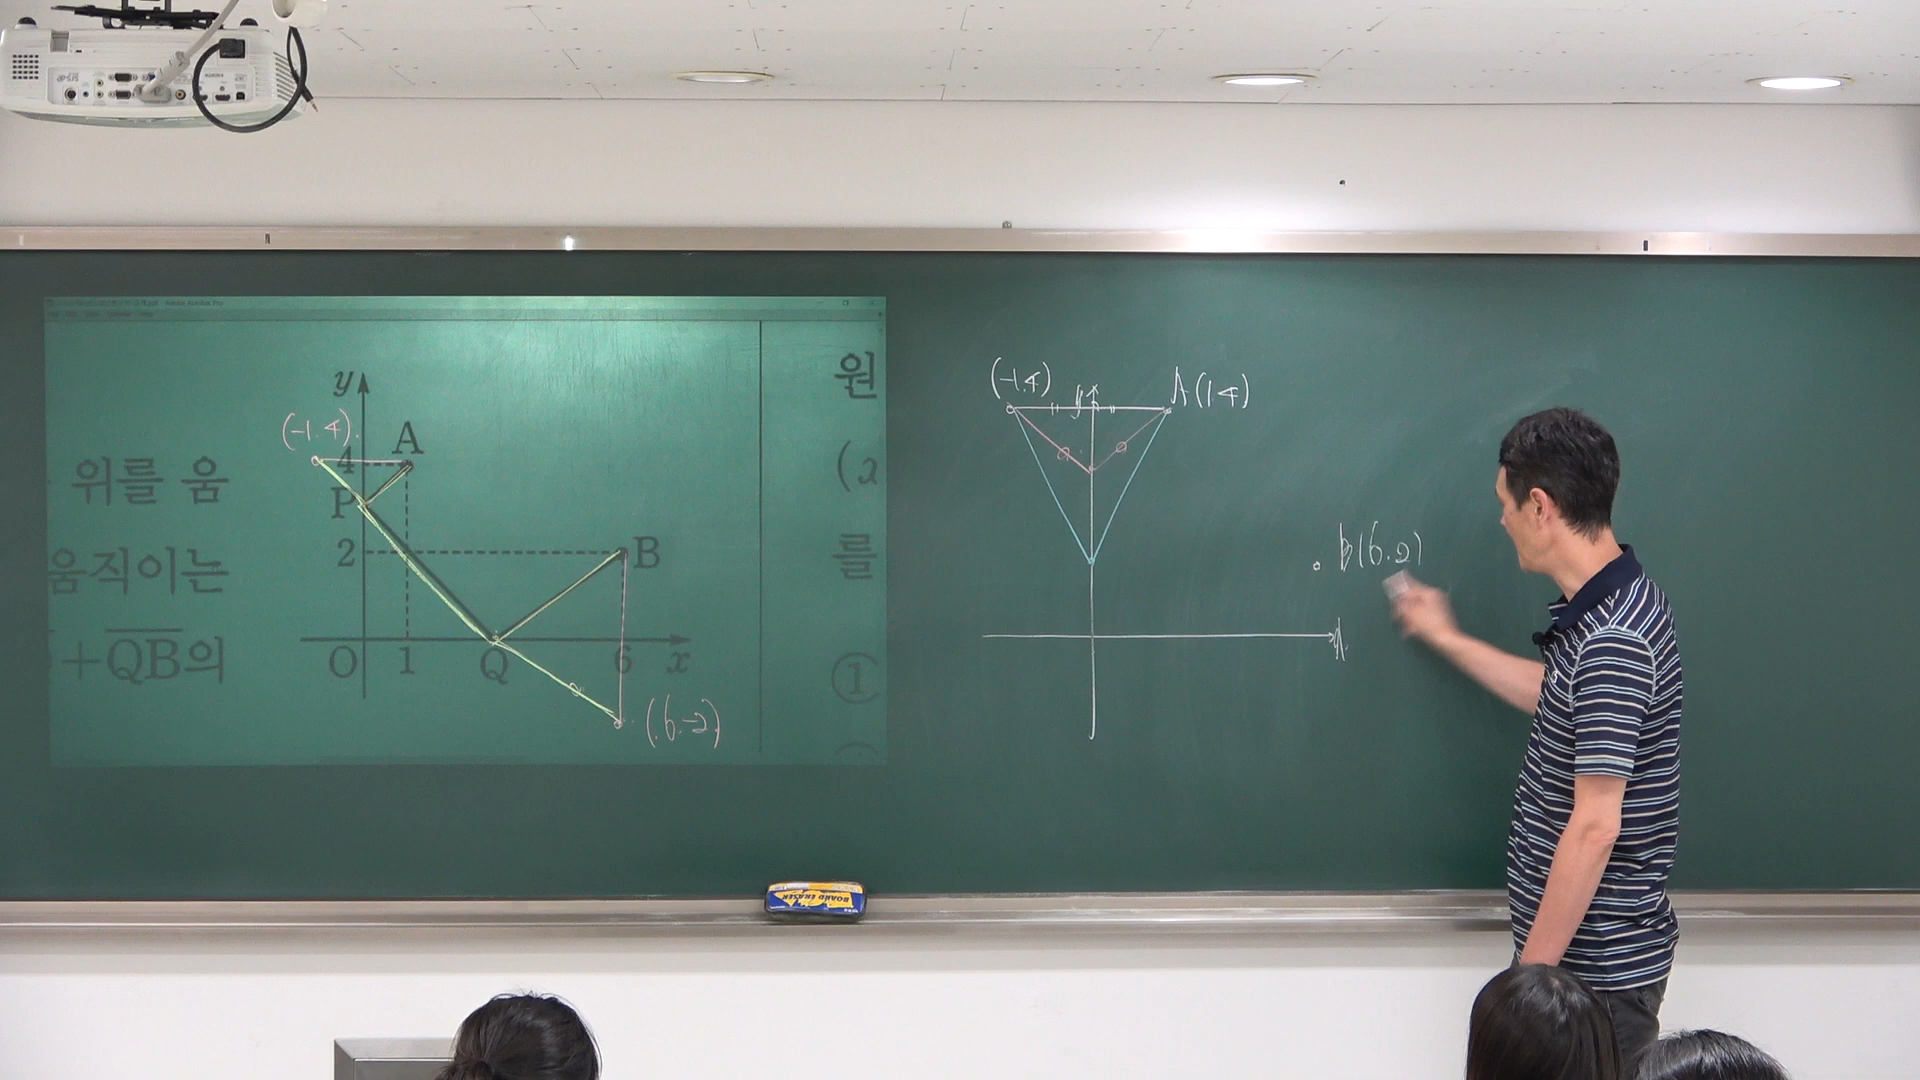 y
(-1.4)
A
4
위를 움
P
2
B
움직이는
+QB의
O
1
Q
6
x
(6.-2)
원
를
①
(-1.4)
y
A(1.4)
B(6.2)
x
BOARD ERASER